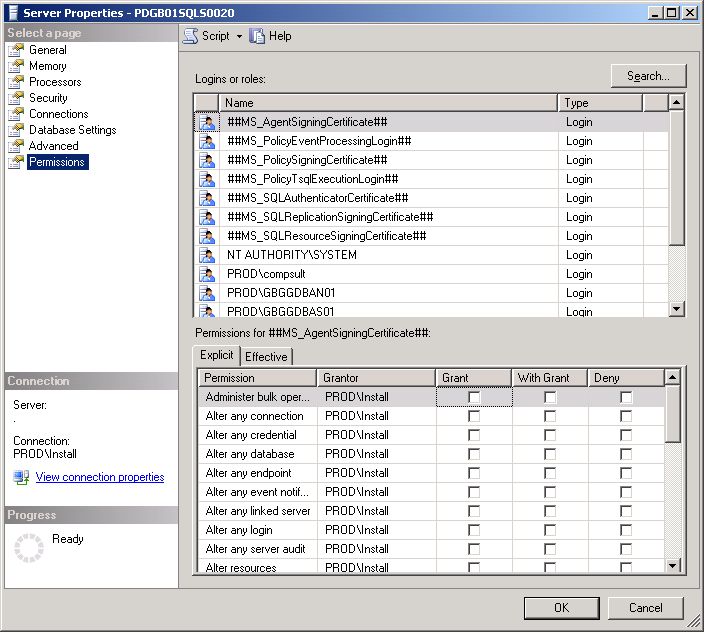 Server Properties - PDGB01SQLS0020
Select a page
General
Memory
Processors
Security
Connections
Database Settings
Advanced
Permissions
Script Help
Logins or roles:
Search...
Name Type
##MS_AgentSigningCertificate## Login
##MS_PolicyEventProcessingLogin## Login
##MS_PolicySigningCertificate## Login
##MS_PolicyTsqlExecutionLogin## Login
##MS_SQLAuthenticatorCertificate## Login
##MS_SQLReplicationSigningCertificate## Login
##MS_SQLResourceSigningCertificate## Login
NT AUTHORITY\SYSTEM Login
PROD\compsult Login
PROD\GBGGDBAN01 Login
PROD\GBGGDBAS01 Login
Permissions for ##MS_AgentSigningCertificate##:
Explicit Effective
Permission Grantor Grant With Grant Deny
Administer bulk oper... PROD\Install
Alter any connection PROD\Install
Alter any credential PROD\Install
Alter any database PROD\Install
Alter any endpoint PROD\Install
Alter any event notif... PROD\Install
Alter any linked server PROD\Install
Alter any login PROD\Install
Alter any server audit PROD\Install
Alter resources PROD\Install
Connection
Server:
.
Connection:
PROD\Install
View connection properties
Progress
Ready
OK Cancel